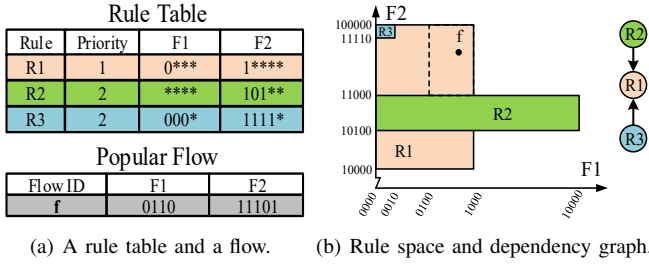 Rule Table
Rule Priority F1 F2
R1 1 0*** 1****
R2 2 **** 101**
R3 2 000* 1111*
Popular Flow
Flow ID F1 F2
f 0110 11101
(a) A rule table and a flow.
F2
100000
11110
11000
10100
10000
R3
f
R2
R1
F1
0000 0010 0100 1000 10000
R2
R1
R3
(b) Rule space and dependency graph.